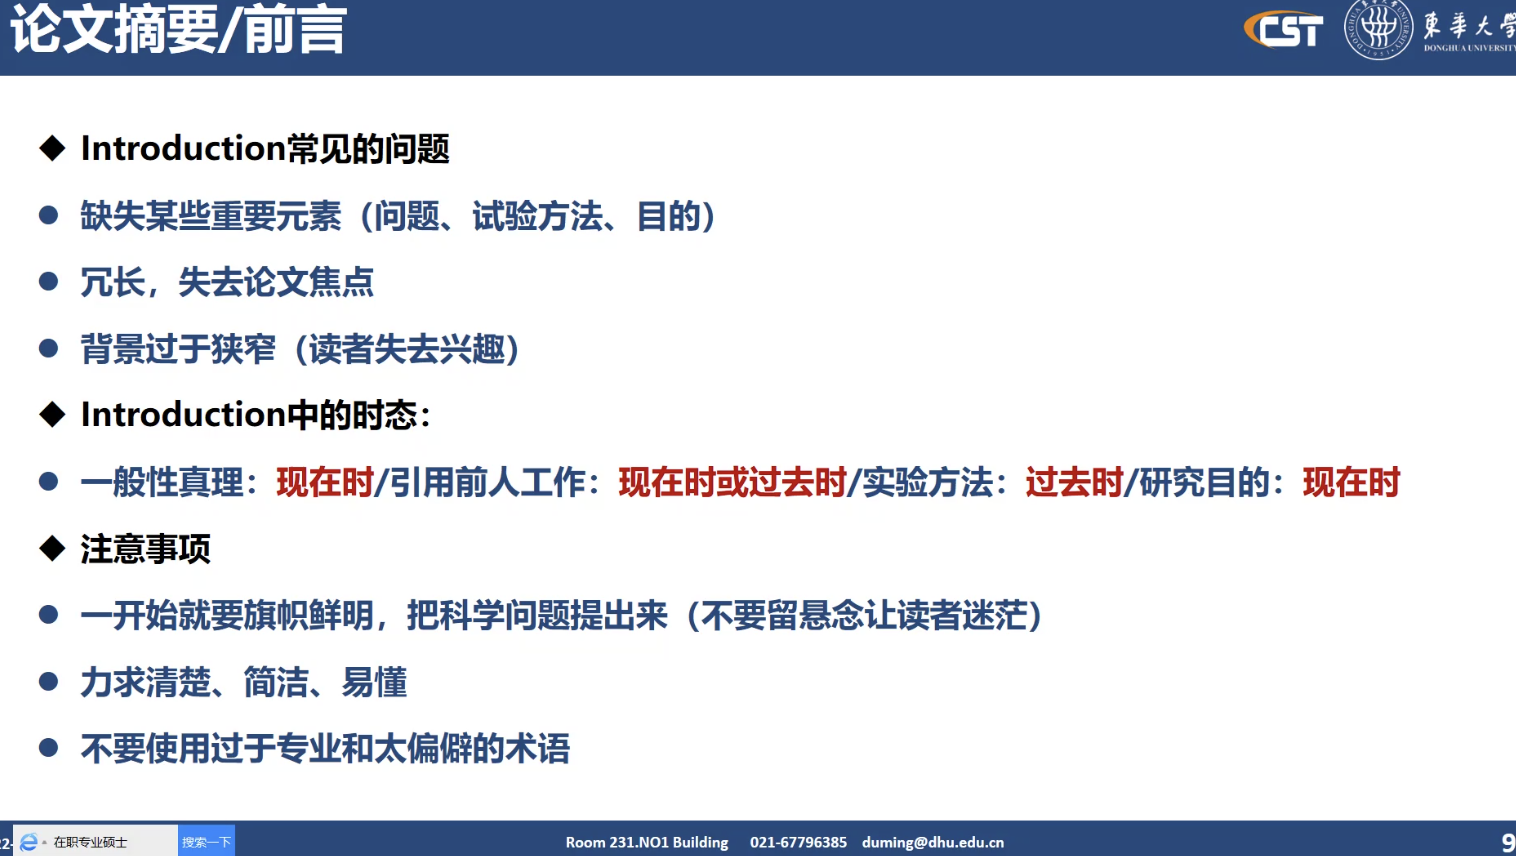 论文摘要/前言
CST
東華大學
DONGHUA UNIVERSITY
◆ Introduction常见的问题
● 缺失某些重要元素（问题、试验方法、目的）
● 冗长，失去论文焦点
● 背景过于狭窄（读者失去兴趣）
◆ Introduction中的时态：
● 一般性真理：现在时/引用前人工作：现在时或过去时/实验方法：过去时/研究目的：现在时
◆ 注意事项
● 一开始就要旗帜鲜明，把科学问题提出来（不要留悬念让读者迷茫）
● 力求清楚、简洁、易懂
● 不要使用过于专业和太偏僻的术语
在职专业硕士 搜索一下
Room 231.NO1 Building 021-67796385 duming@dhu.edu.cn
9